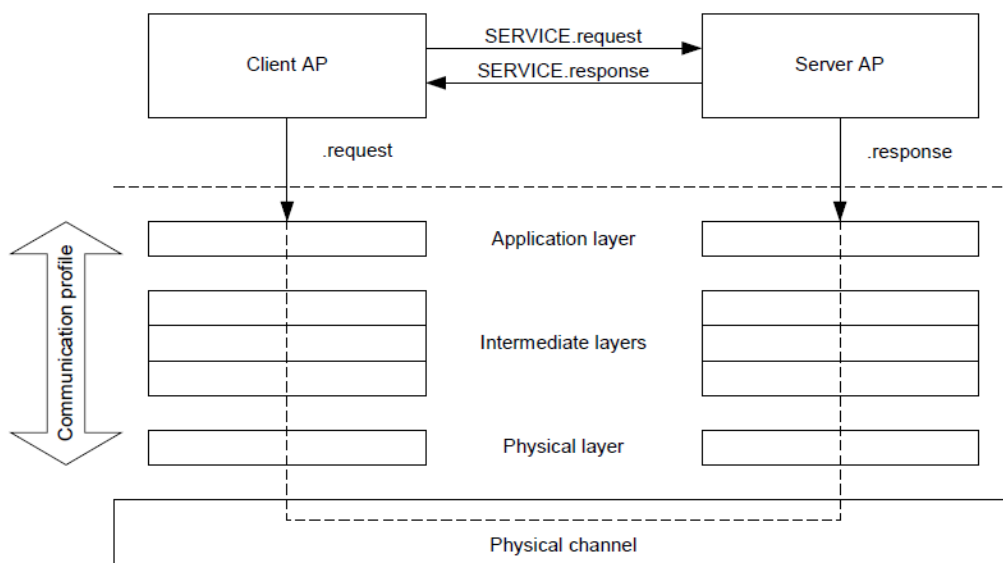 SERVICE.request
Client AP
Server AP
SERVICE.response
.request
.response
Application layer
Communication profile
Intermediate layers
Physical layer
Physical channel